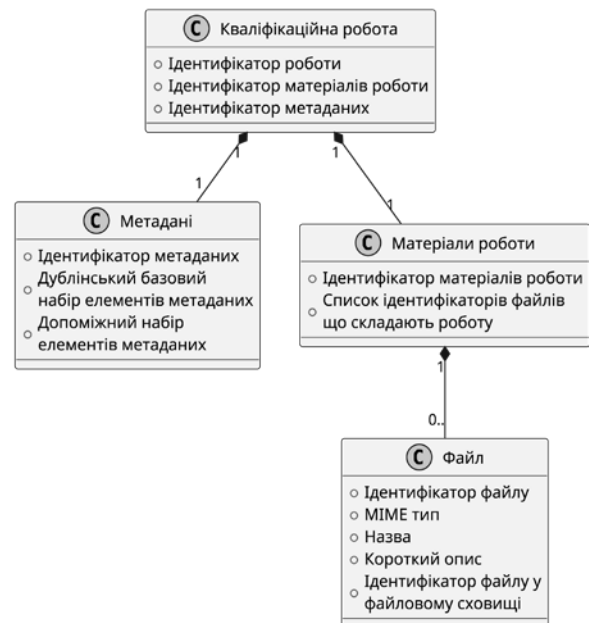 C Кваліфікаційна робота
Ідентифікатор роботи
Ідентифікатор матеріалів роботи
Ідентифікатор метаданих
1
1
1
1
C Метадані
Ідентифікатор метаданих
Дублінський базовий
набір елементів метаданих
Допоміжний набір
елементів метаданих
C Матеріали роботи
Ідентифікатор матеріалів роботи
Список ідентифікаторів файлів
що складають роботу
1
0..
C Файл
Ідентифікатор файлу
MIME тип
Назва
Короткий опис
Ідентифікатор файлу у
файловому сховищі